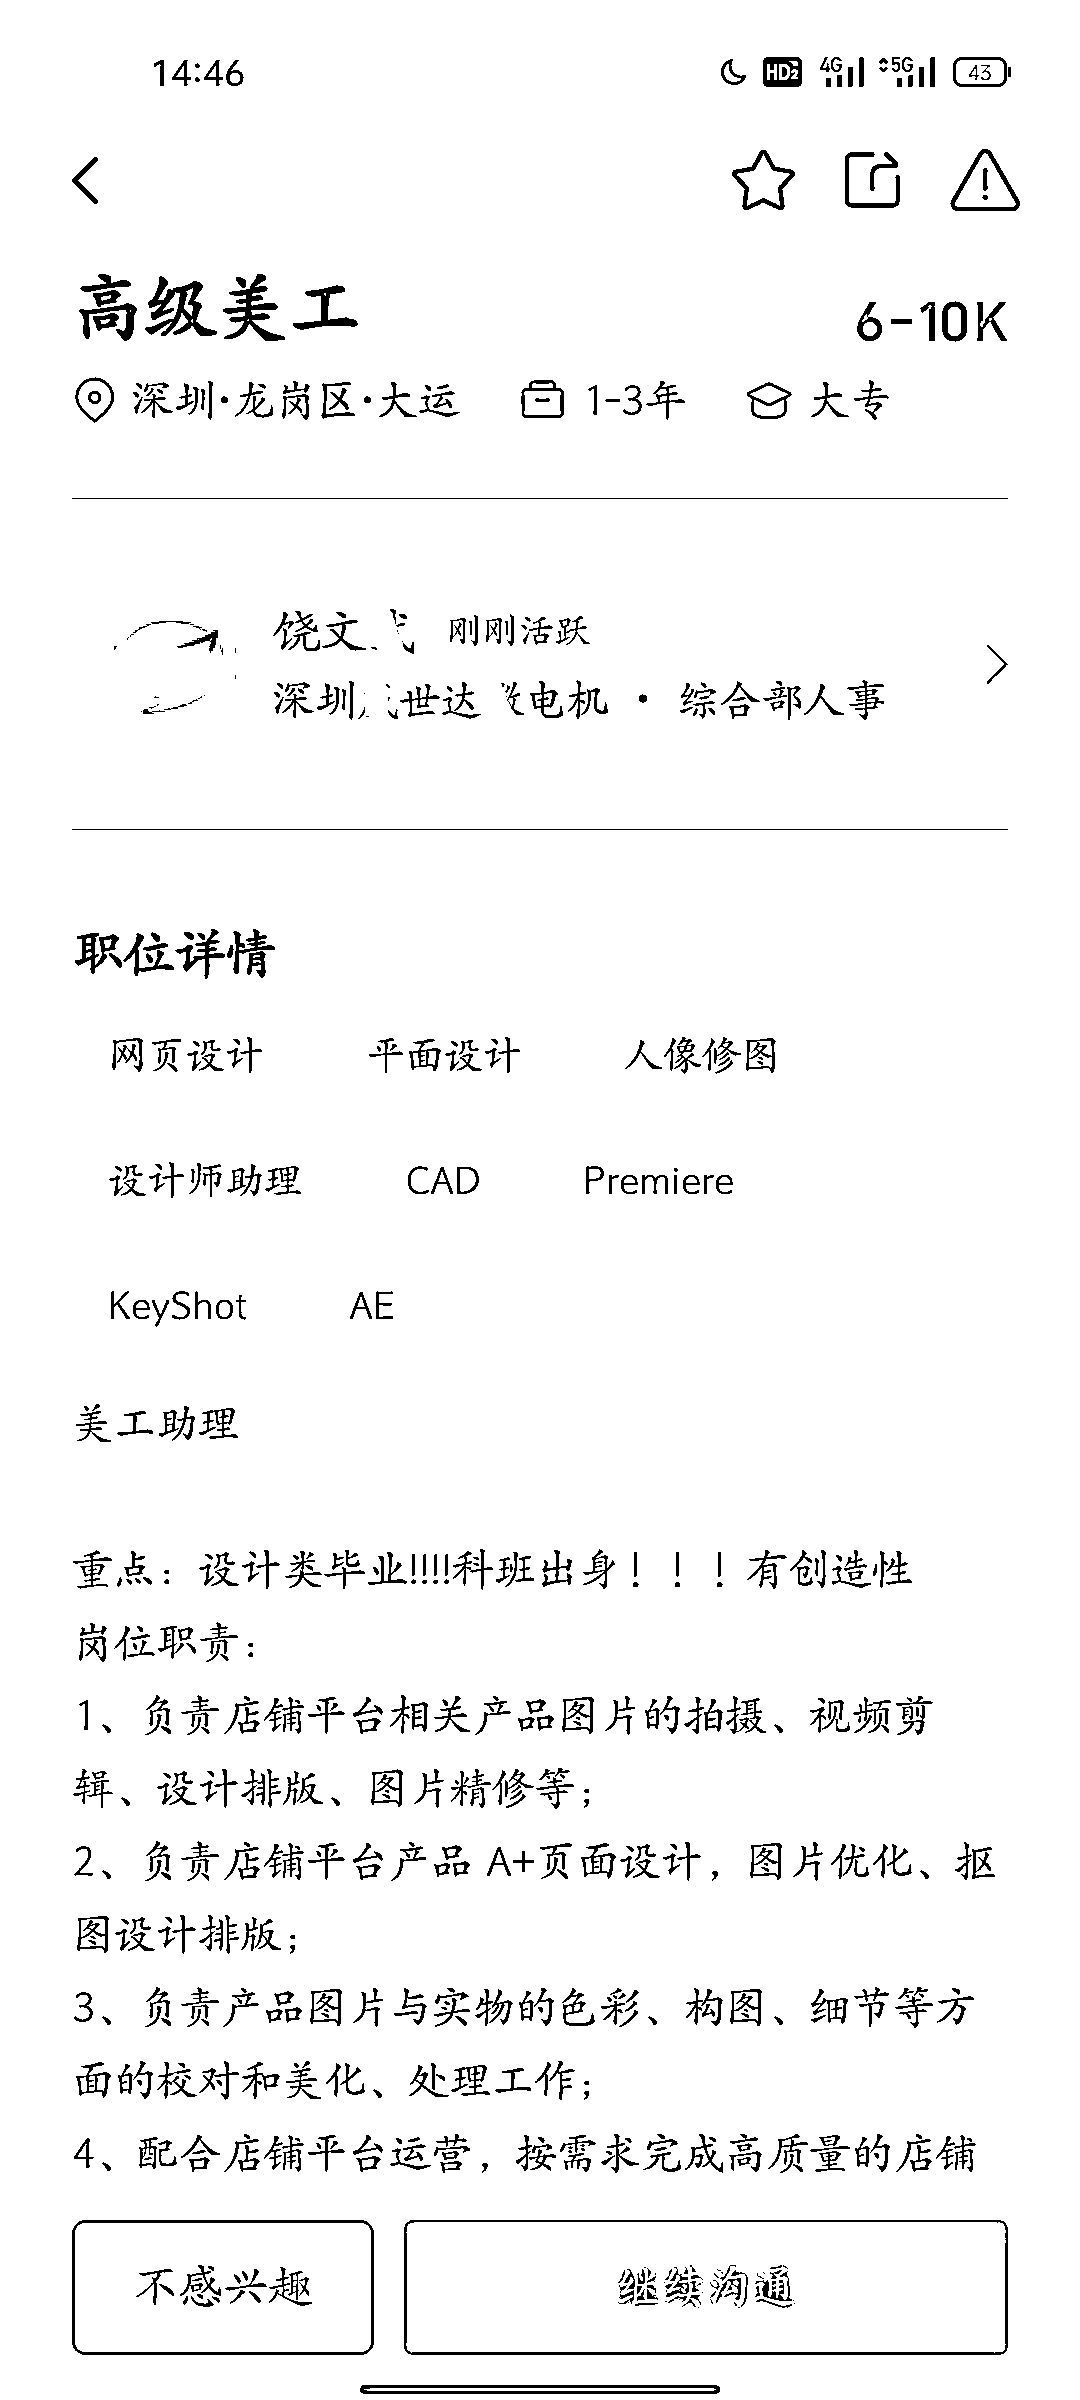 14:46 HD2 4G 5G 43
高级美工 6-10K
深圳·龙岗区·大运 1-3年 大专
饶文 刚刚活跃
深圳 世达 电机 · 综合部人事
职位详情
网页设计 平面设计 人像修图
设计师助理 CAD Premiere
KeyShot AE
美工助理
重点：设计类毕业!!!!科班出身！！！有创造性
岗位职责：
1、负责店铺平台相关产品图片的拍摄、视频剪
辑、设计排版、图片精修等；
2、负责店铺平台产品 A+页面设计，图片优化、抠
图设计排版；
3、负责产品图片与实物的色彩、构图、细节等方
面的校对和美化、处理工作；
4、配合店铺平台运营，按需求完成高质量的店铺
不感兴趣 继续沟通